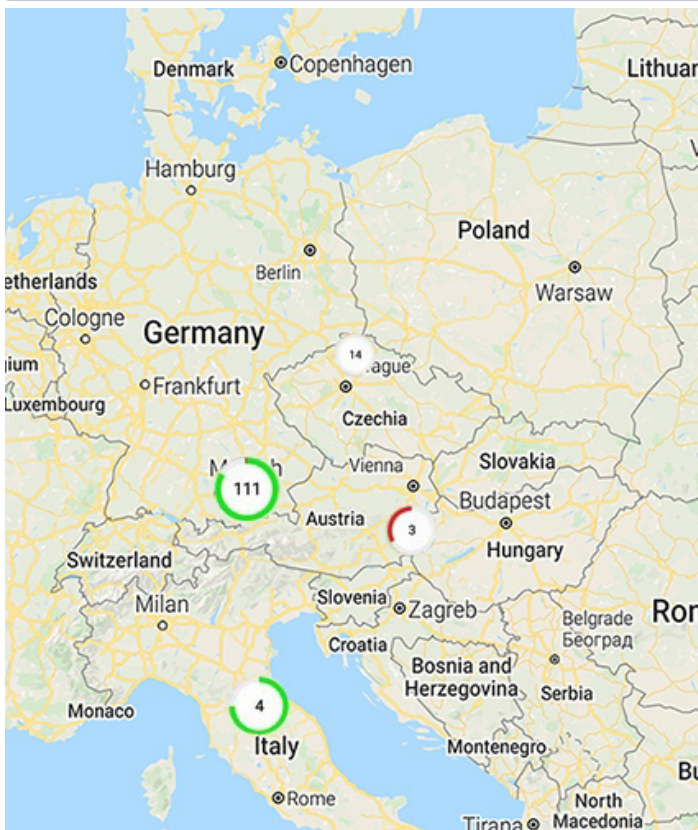 Denmark
Copenhagen
Lithuar
Hamburg
Poland
Berlin
etherlands
Warsaw
Cologne
Germany
14
ague
gium
Frankfurt
Luxembourg
Czechia
Vienna
Slovakia
111
Budapest
Austria
3
Hungary
Switzerland
Slovenia
Zagreb
Milan
Ror
Belgrade
Београд
Croatia
Bosnia and
Herzegovina
Serbia
Monaco
4
Italy
Montenegro
Bu
Rome
North
Macedonia
Tirana